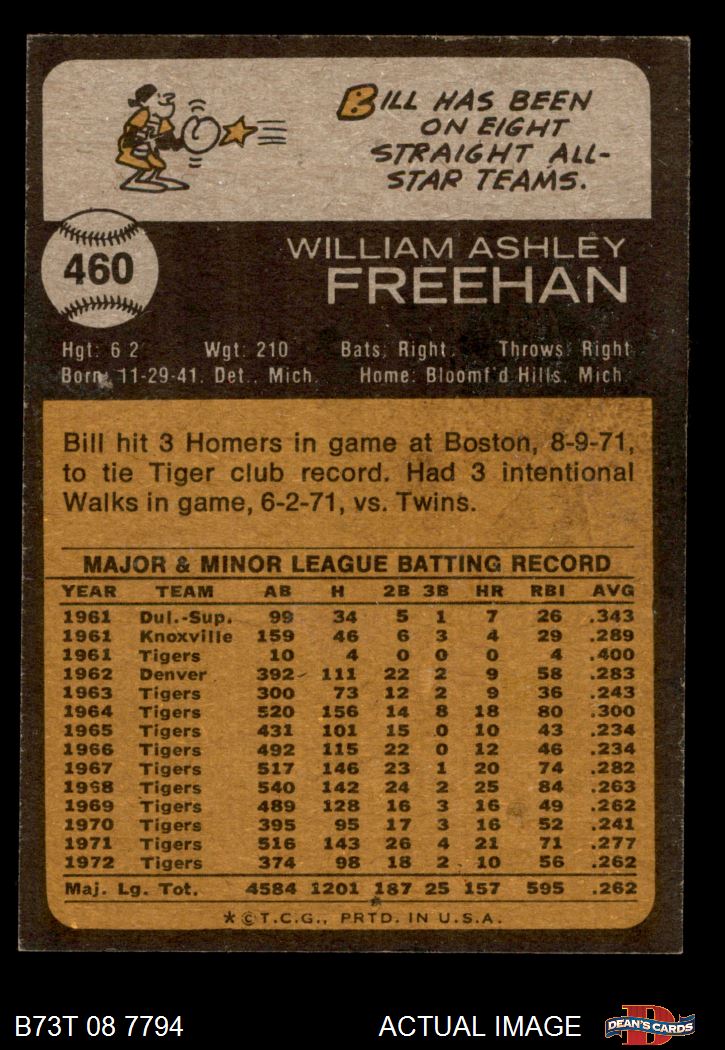 BILL HAS BEEN
ON EIGHT
STRAIGHT ALL-
STAR TEAMS.
460
WILLIAM ASHLEY
FREEHAN
Hgt: 6 2 Wgt: 210 Bats: Right Throws: Right
Born: 11-29-41. Det., Mich. Home: Bloomf'd Hills, Mich.
Bill hit 3 Homers in game at Boston, 8-9-71,
to tie Tiger club record. Had 3 intentional
Walks in game, 6-2-71, vs. Twins.
MAJOR & MINOR LEAGUE BATTING RECORD
YEAR TEAM AB H 2B 3B HR RBI AVG
1961 Dul.-Sup. 99 34 5 1 7 26 .343
1961 Knoxville 159 46 6 3 4 29 .289
1961 Tigers 10 4 0 0 0 4 .400
1962 Denver 392 111 22 2 9 58 .283
1963 Tigers 300 73 12 2 9 36 .243
1964 Tigers 520 156 14 8 18 80 .300
1965 Tigers 431 101 15 0 10 43 .234
1966 Tigers 492 115 22 0 12 46 .234
1967 Tigers 517 146 23 1 20 74 .282
1968 Tigers 540 142 24 2 25 84 .263
1969 Tigers 489 128 16 3 16 49 .262
1970 Tigers 395 95 17 3 16 52 .241
1971 Tigers 516 143 26 4 21 71 .277
1972 Tigers 374 98 18 2 10 56 .262
Maj. Lg. Tot. 4584 1201 187 25 157 595 .262
*©T.C.G., PRTD. IN U.S.A.
B73T 08 7794 ACTUAL IMAGE
D
DEAN'S CARDS